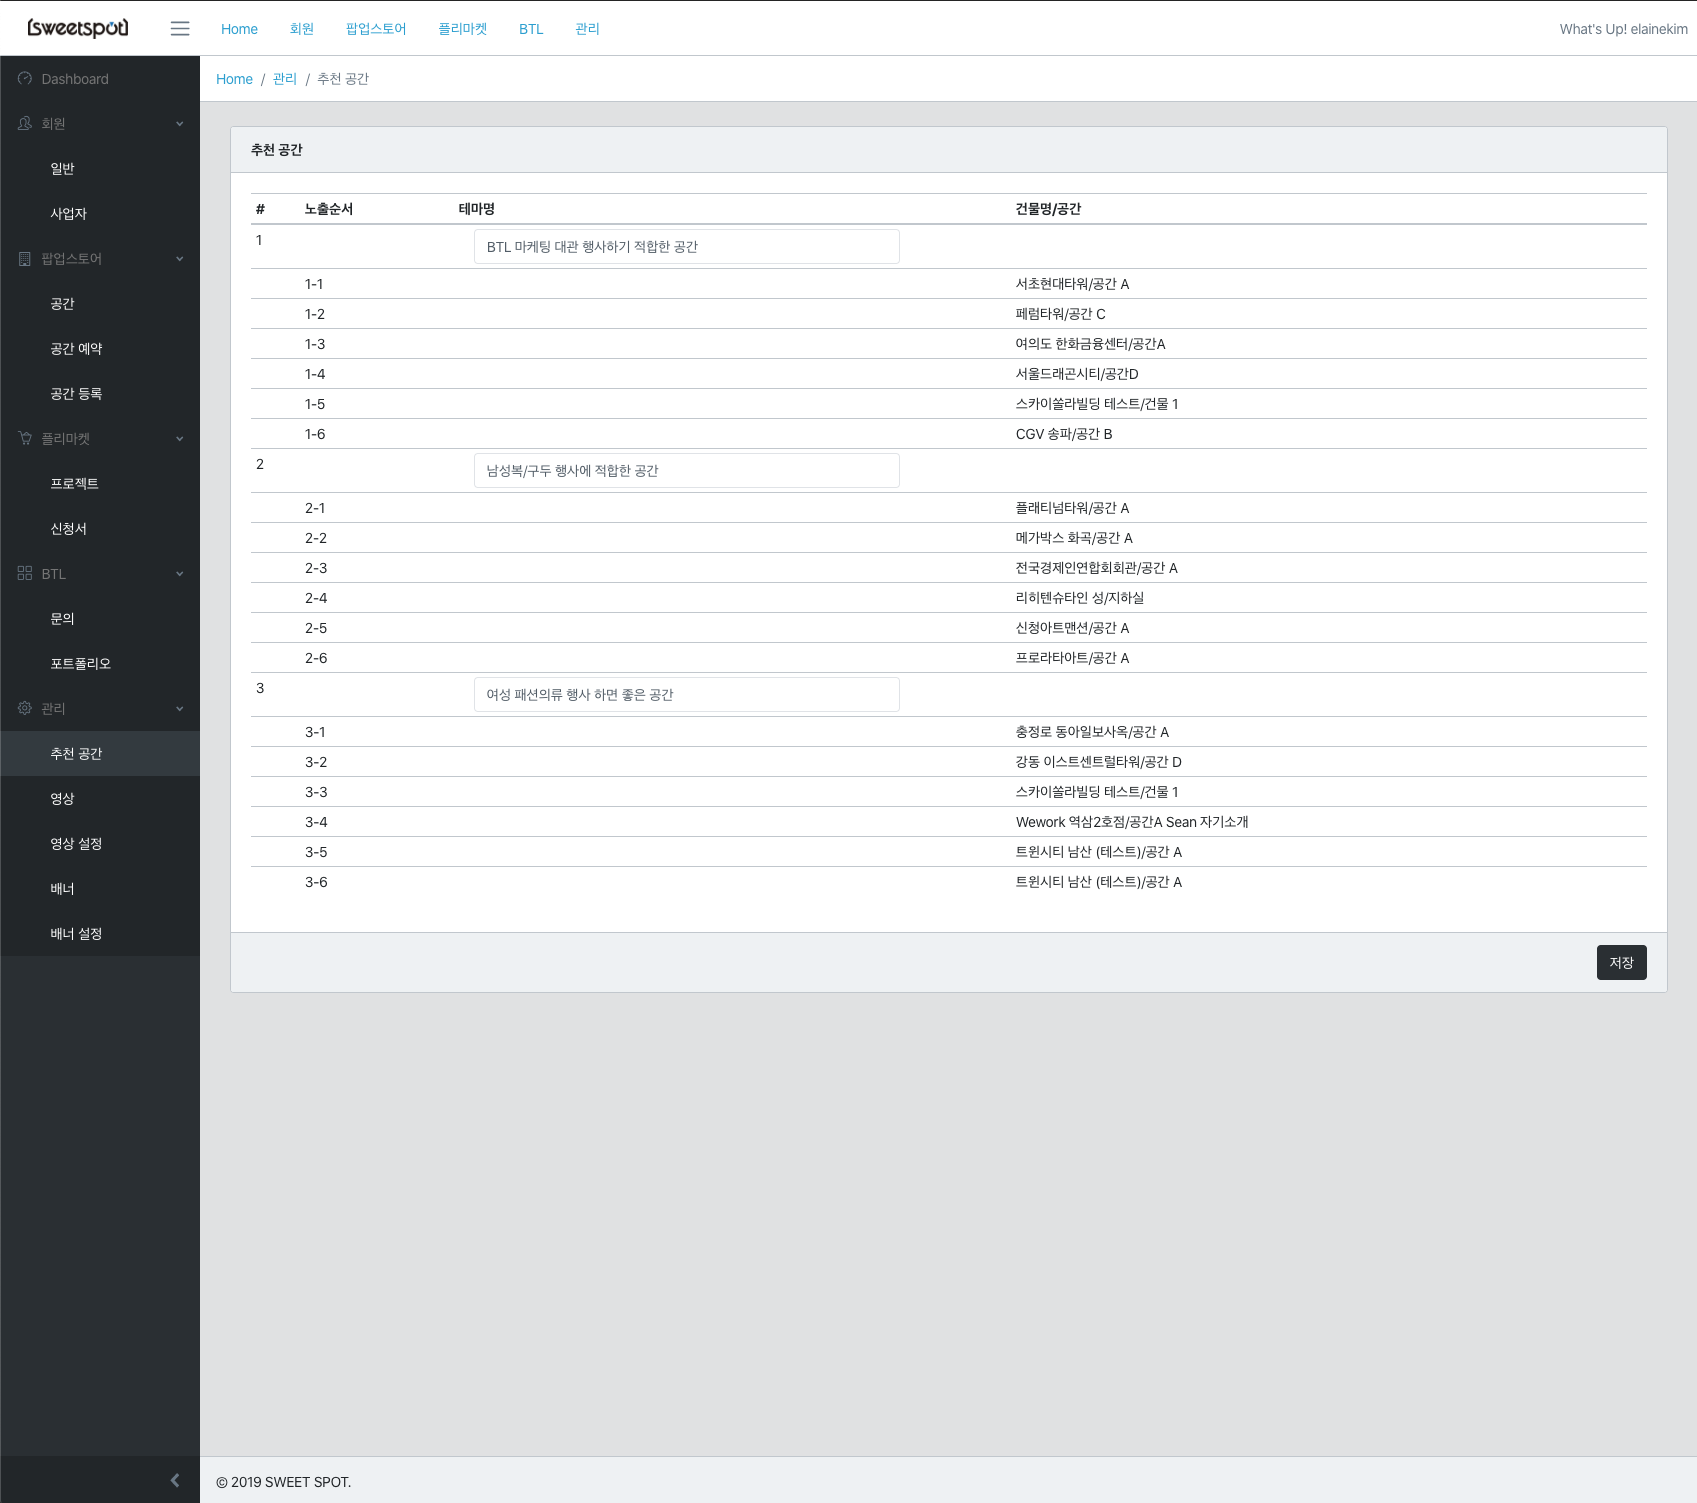 sweetspot
Home 회원 팝업스토어 플리마켓 BTL 관리
What's Up! elainekim
Dashboard
회원
일반
사업자
팝업스토어
공간
공간 예약
공간 등록
플리마켓
프로젝트
신청서
BTL
문의
포트폴리오
관리
추천 공간
영상
영상 설정
배너
배너 설정
Home / 관리 / 추천 공간
추천 공간
# 노출순서 테마명 건물명/공간
1 BTL 마케팅 대관 행사하기 적합한 공간
1-1 서초현대타워/공간 A
1-2 페럼타워/공간 C
1-3 여의도 한화금융센터/공간A
1-4 서울드래곤시티/공간D
1-5 스카이쏠라빌딩 테스트/건물 1
1-6 CGV 송파/공간 B
2 남성복/구두 행사에 적합한 공간
2-1 플래티넘타워/공간 A
2-2 메가박스 화곡/공간 A
2-3 전국경제인연합회회관/공간 A
2-4 리히텐슈타인 성/지하실
2-5 신청아트맨션/공간 A
2-6 프로라타아트/공간 A
3 여성 패션의류 행사 하면 좋은 공간
3-1 충정로 동아일보사옥/공간 A
3-2 강동 이스트센트럴타워/공간 D
3-3 스카이쏠라빌딩 테스트/건물 1
3-4 Wework 역삼2호점/공간A Sean 자기소개
3-5 트윈시티 남산 (테스트)/공간 A
3-6 트윈시티 남산 (테스트)/공간 A
저장
© 2019 SWEET SPOT.